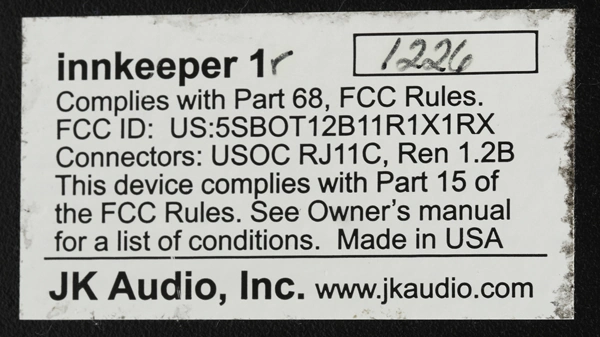 innkeeper 1r 1226
Complies with Part 68, FCC Rules.
FCC ID: US:5SBOT12B11R1X1RX
Connectors: USOC RJ11C, Ren 1.2B
This device complies with Part 15 of
the FCC Rules. See Owner's manual
for a list of conditions. Made in USA
JK Audio, Inc. www.jkaudio.com